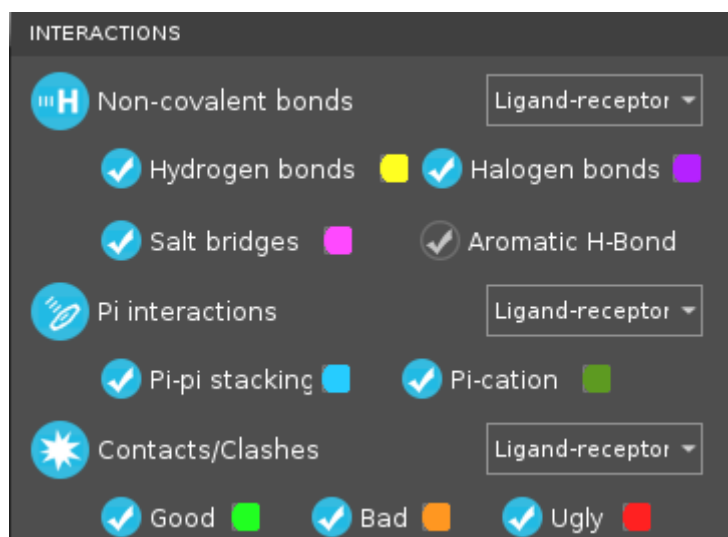 INTERACTIONS
H Non-covalent bonds Ligand-receptor
Hydrogen bonds Halogen bonds
Salt bridges Aromatic H-Bond
Pi interactions Ligand-receptor
Pi-pi stacking Pi-cation
Contacts/Clashes Ligand-receptor
Good Bad Ugly